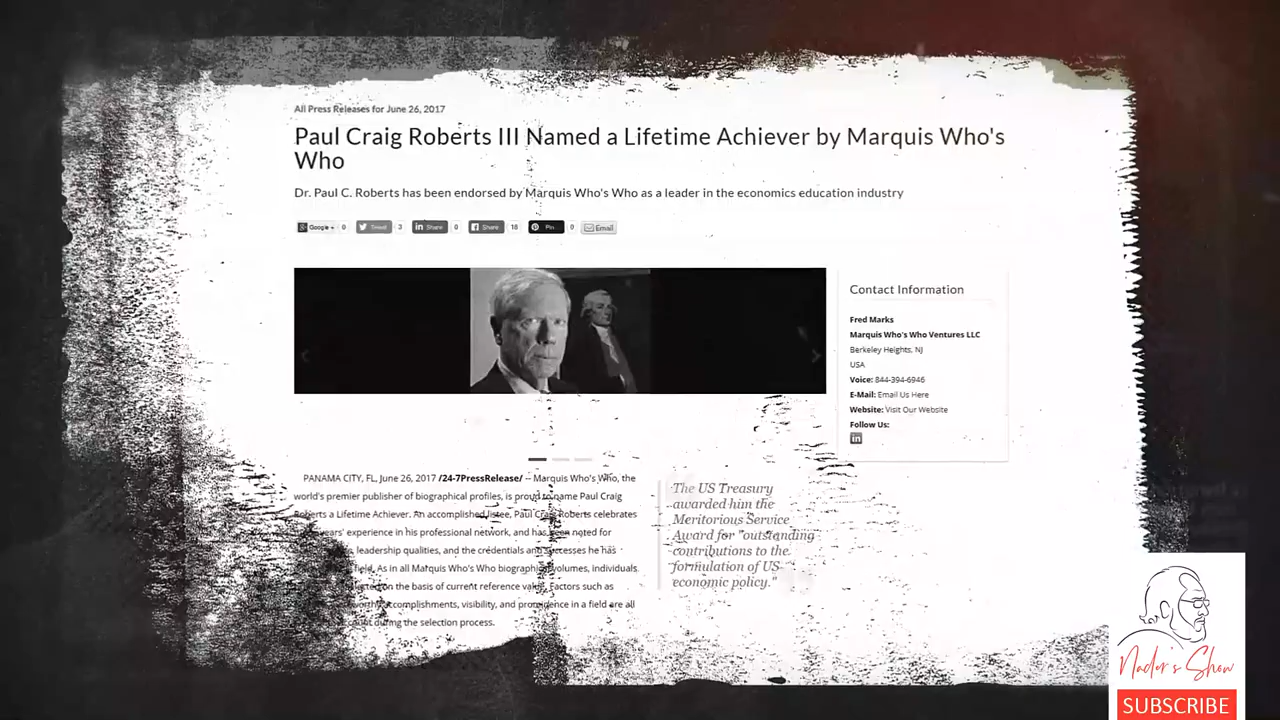 All Press Releases for June 26, 2017
Paul Craig Roberts III Named a Lifetime Achiever by Marquis Who's
Who
Dr. Paul C. Roberts has been endorsed by Marquis Who's Who as a leader in the economics education industry
Google + 0 Tweet 3 Share 0 Share 18 Pin 0 Email
Contact Information
Fred Marks
Marquis Who's Who Ventures LLC
Berkeley Heights, NJ
USA
Voice: 844-394-6946
E-Mail: Email Us Here
Website: Visit Our Website
Follow Us:
in
PANAMA CITY, FL, June 26, 2017 /24-7PressRelease/ -- Marquis Who's Who, the
world's premier publisher of biographical profiles, is proud to name Paul Craig
Roberts a Lifetime Achiever. An accomplished listee, Paul Craig Roberts celebrates
years' experience in his professional network, and has been noted for
leadership qualities, and the credentials and successes he has
field. As in all Marquis Who's Who biographical volumes, individuals
on the basis of current reference value. Factors such as
accomplishments, visibility, and prominence in a field are all
during the selection process.
The US Treasury
awarded him the
Meritorious Service
Award for "outstanding
contributions to the
formulation of US
economic policy."
Nader's Show
SUBSCRIBE